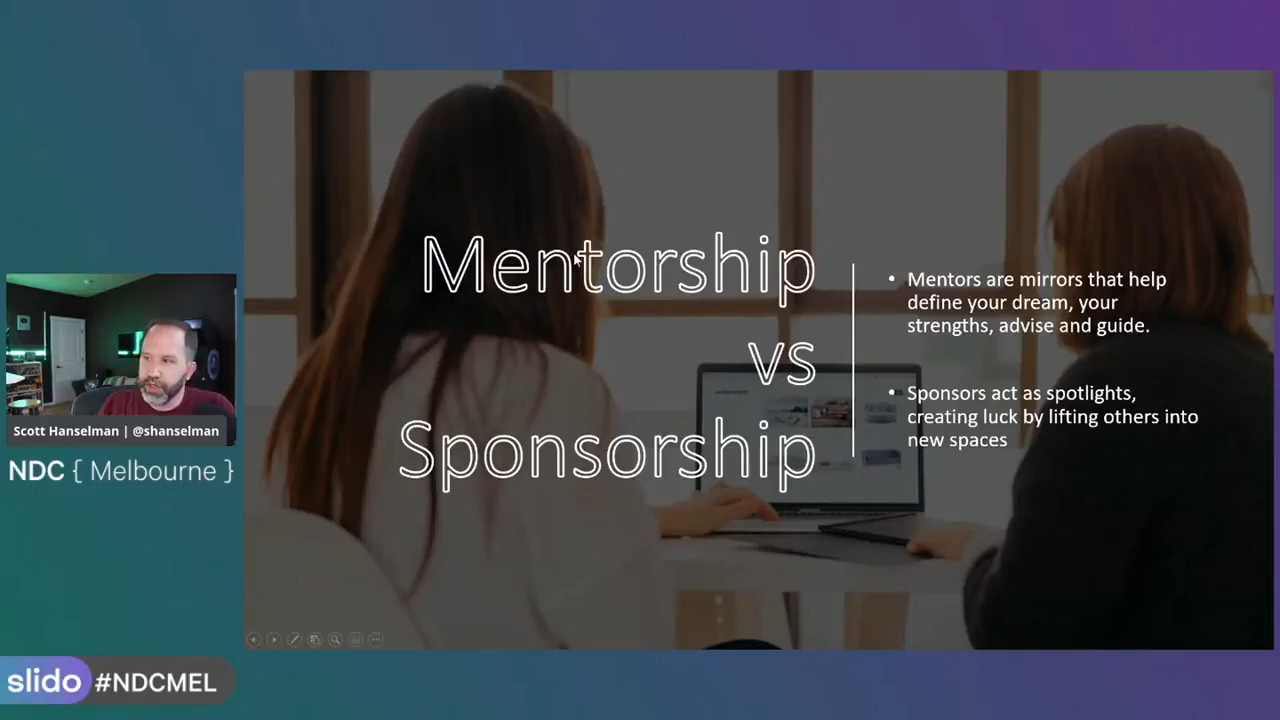 Mentorship
vs
Sponsorship
• Mentors are mirrors that help
define your dream, your
strengths, advise and guide.
• Sponsors act as spotlights,
creating luck by lifting others into
new spaces
Scott Hanselman | @shanselman
NDC { Melbourne }
slido #NDCMEL